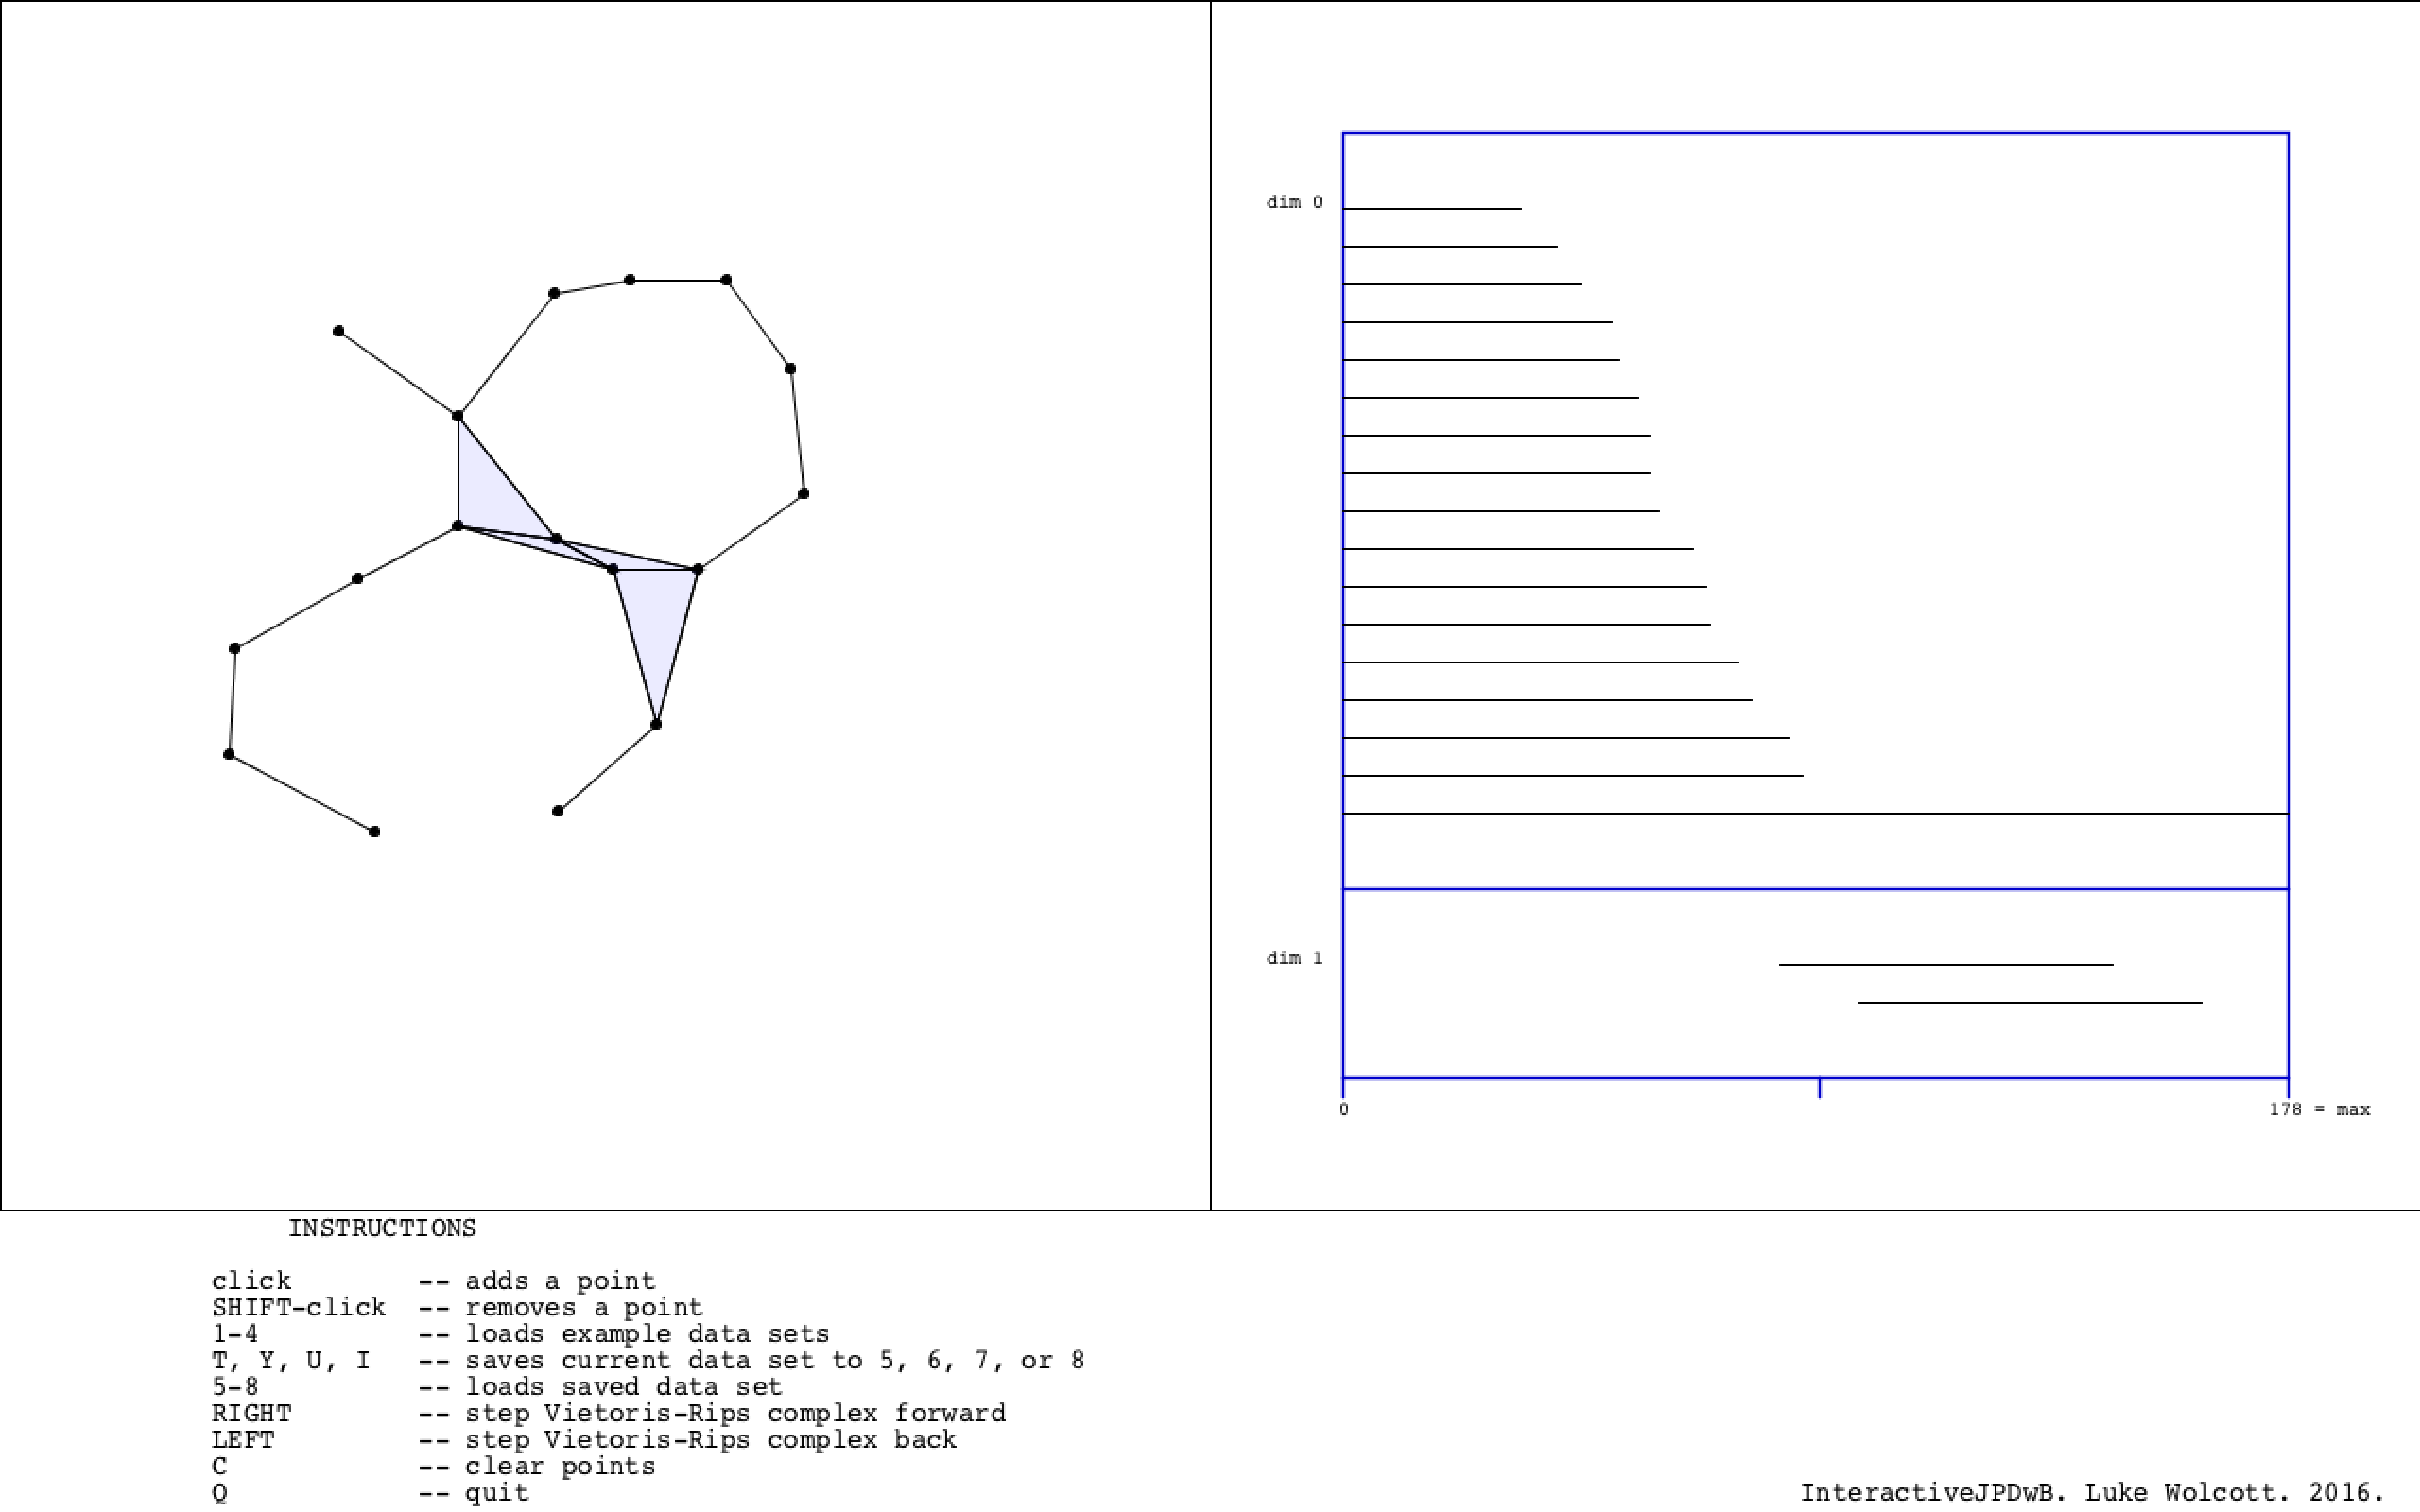 dim 0
dim 1
0
178 = max
INSTRUCTIONS
click -- adds a point
SHIFT-click -- removes a point
1-4 -- loads example data sets
T, Y, U, I -- saves current data set to 5, 6, 7, or 8
5-8 -- loads saved data set
RIGHT -- step Vietoris-Rips complex forward
LEFT -- step Vietoris-Rips complex back
C -- clear points
Q -- quit
InteractiveJPDwB. Luke Wolcott. 2016.